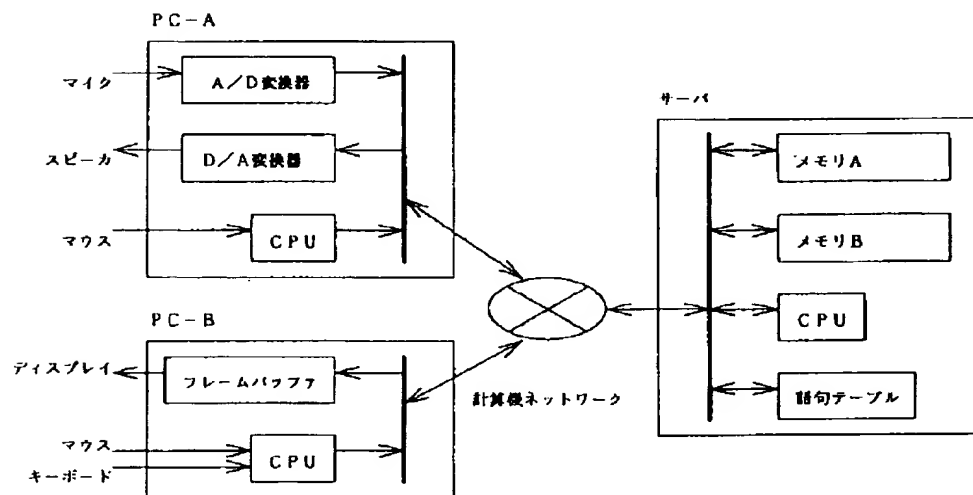 PC-A
マイク
A/D変換器
スピーカ
D/A変換器
マウス
CPU
PC-B
ディスプレイ
フレームバッファ
マウス
キーボード
CPU
計算機ネットワーク
サーバ
メモリA
メモリB
CPU
語句テーブル